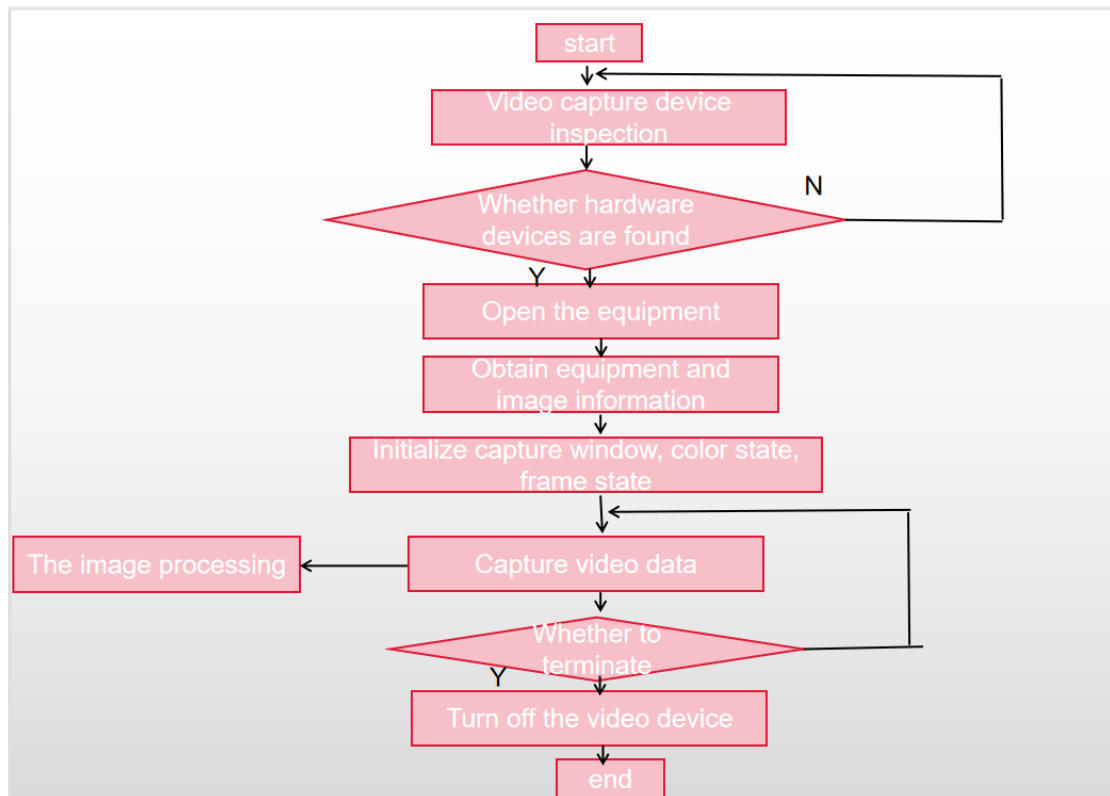 start
Video capture device
inspection
N
Whether hardware
devices are found
Y
Open the equipment
Obtain equipment and
image information
Initialize capture window, color state,
frame state
The image processing
Capture video data
Whether to
terminate
Y
Turn off the video device
end